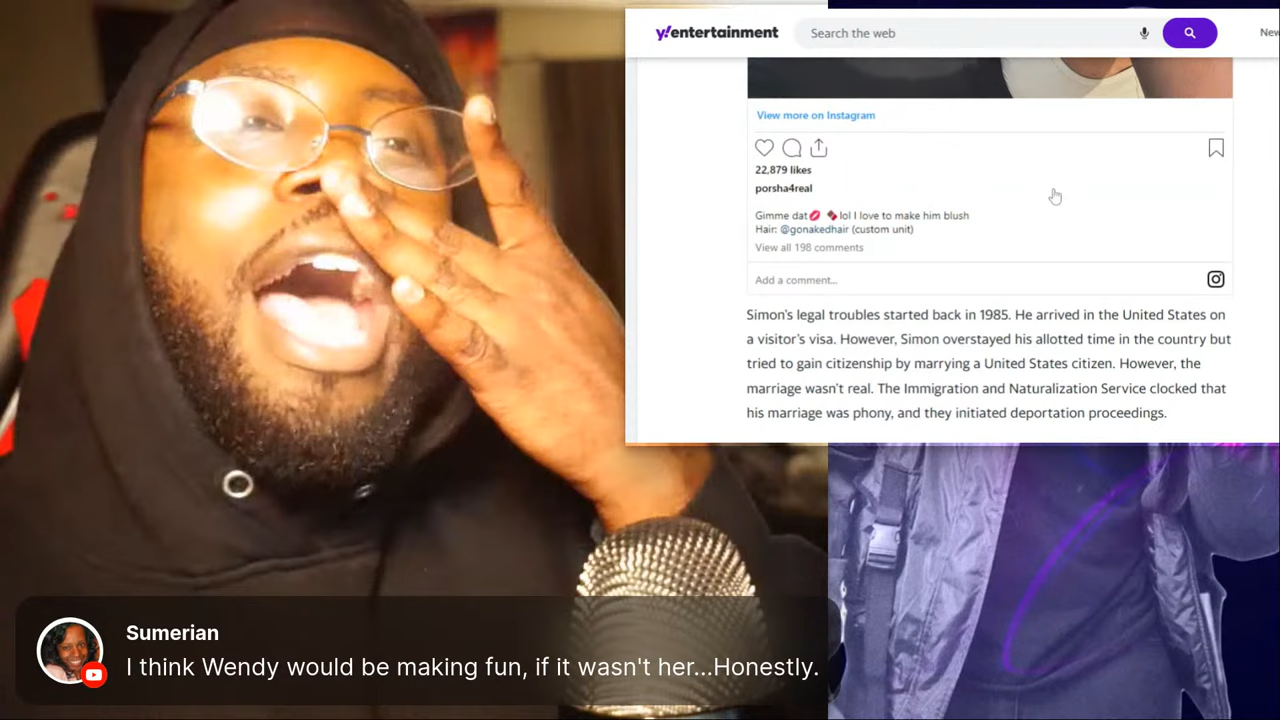 y!entertainment
Search the web
New
View more on Instagram
22,879 likes
porsha4real
Gimme dat💋 🍫lol I love to make him blush
Hair: @gonakedhair (custom unit)
View all 198 comments
Add a comment...
Simon's legal troubles started back in 1985. He arrived in the United States on
a visitor's visa. However, Simon overstayed his allotted time in the country but
tried to gain citizenship by marrying a United States citizen. However, the
marriage wasn't real. The Immigration and Naturalization Service clocked that
his marriage was phony, and they initiated deportation proceedings.
Sumerian
I think Wendy would be making fun, if it wasn't her...Honestly.